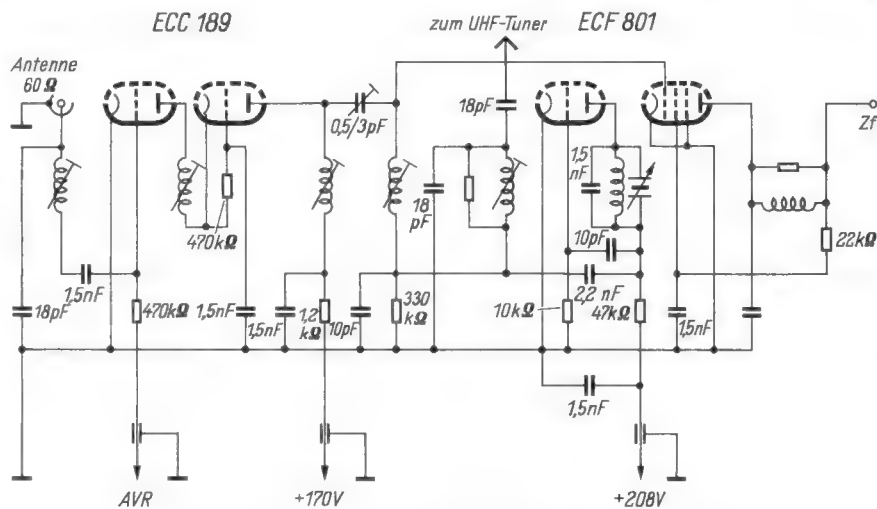 ECC 189
zum UHF-Tuner
ECF 801
Antenne
60 Ω
0,5/3pF
18pF
Zf
1,5
nF
18
pF
470kΩ
10pF
22kΩ
1,5nF
2,2 nF
18pF
470kΩ
1,5nF
1,5nF
1,2
kΩ
10pF
330
kΩ
10kΩ
47kΩ
1,5nF
1,5nF
AVR
+170V
+208V